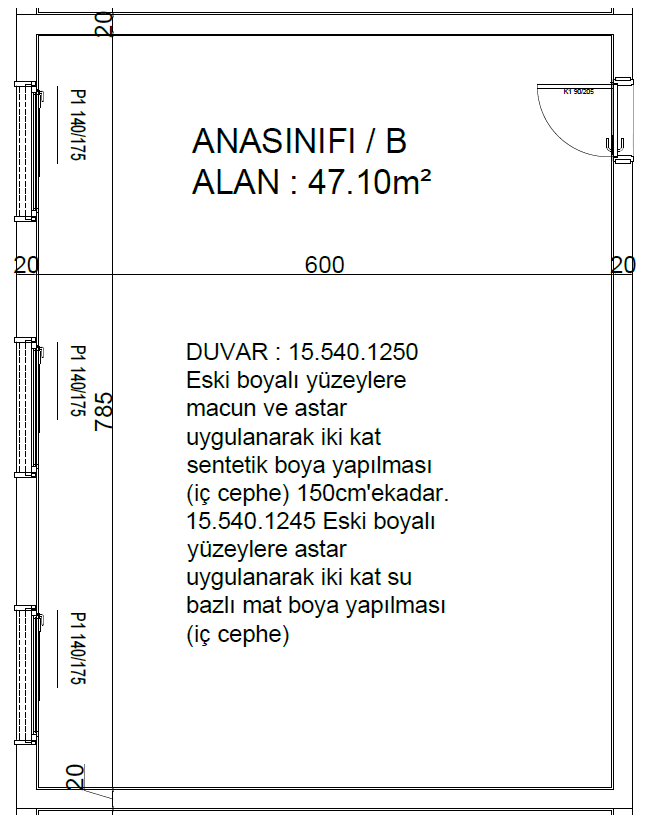 20
P1 140/175
K1 90/205
ANASINIFI / B
ALAN : 47.10m²
20
600
20
P1 140/175
785
DUVAR : 15.540.1250
Eski boyalı yüzeylere
macun ve astar
uygulanarak iki kat
sentetik boya yapılması
(iç cephe) 150cm'ekadar.
15.540.1245 Eski boyalı
yüzeylere astar
uygulanarak iki kat su
bazlı mat boya yapılması
(iç cephe)
P1 140/175
20